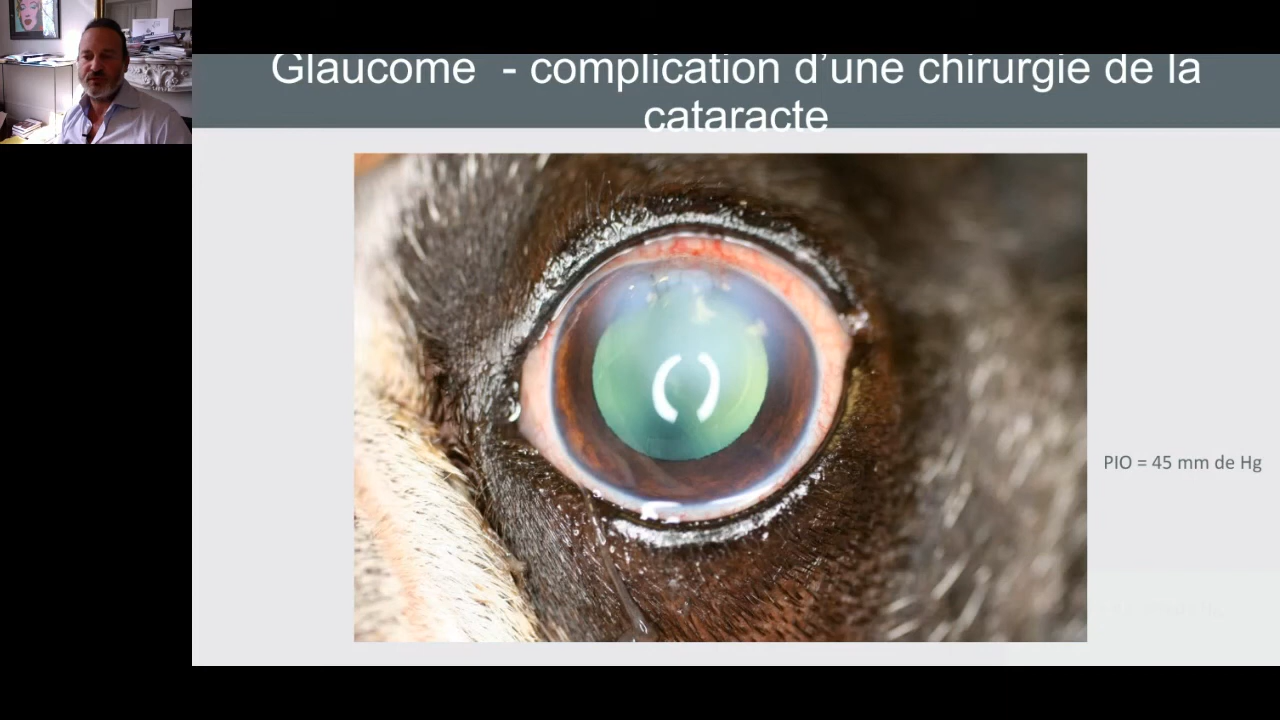 Glaucome  - complication d’une chirurgie de la
cataracte
PIO = 45 mm de Hg